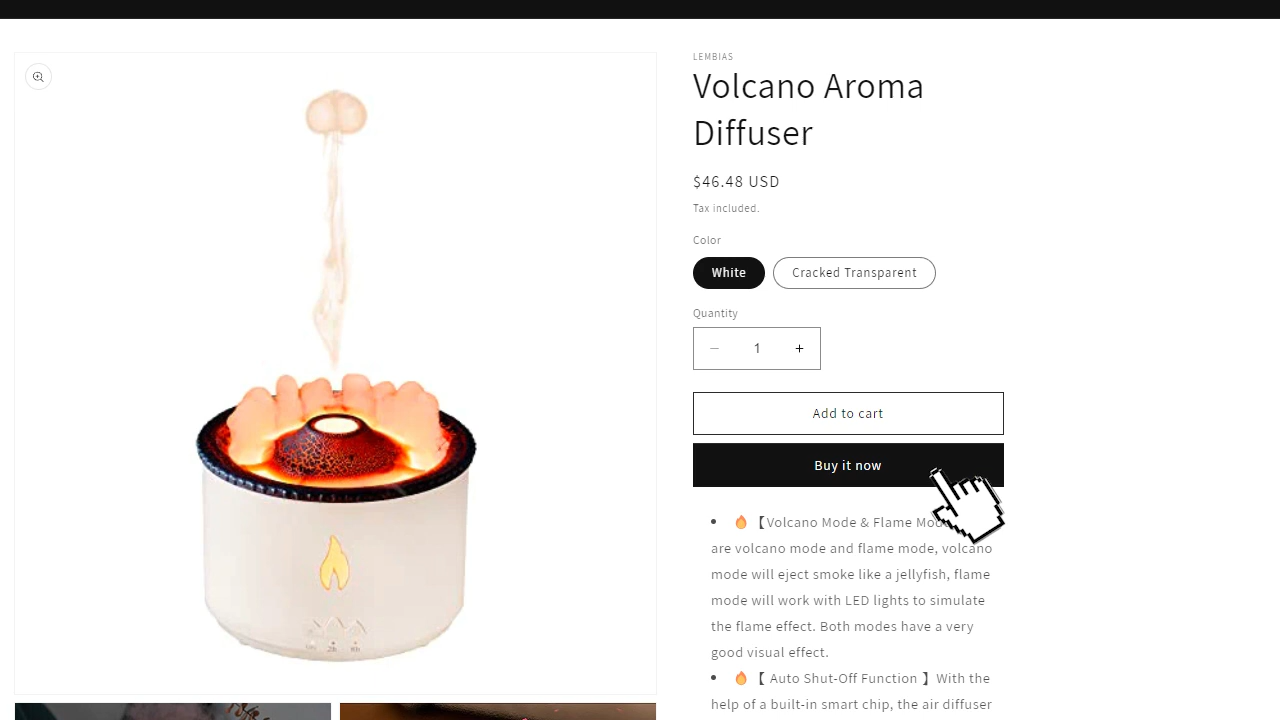 LEMBIAS
Volcano Aroma
Diffuser
$46.48 USD
Tax included.
Color
White
Cracked Transparent
Quantity
1
Add to cart
Buy it now
🔥【Volcano Mode & Flame
are volcano mode and flame mode, volcano
mode will eject smoke like a jellyfish, flame
mode will work with LED lights to simulate
the flame effect. Both modes have a very
good visual effect.
🔥【 Auto Shut-Off Function 】With the
help of a built-in smart chip, the air diffuser